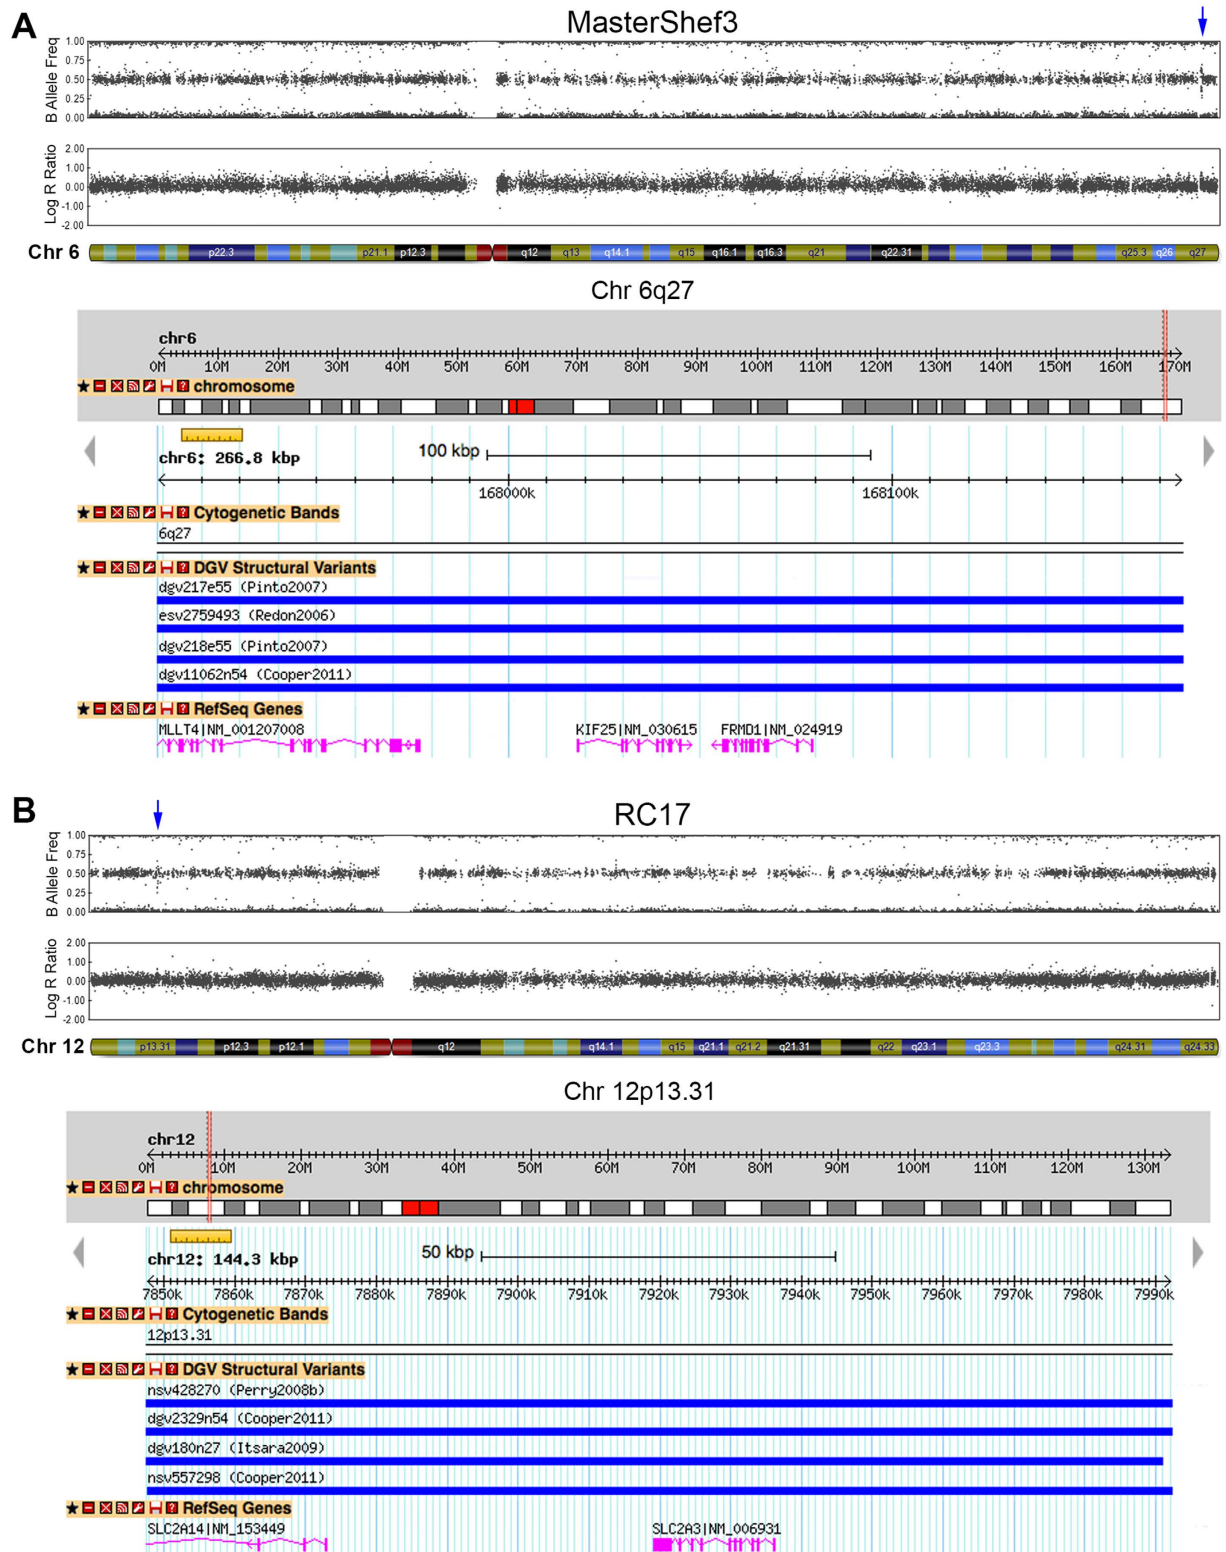 A
MasterShef3
B Allele Freq
1.00
0.75
0.50
0.25
0.00
Log R Ratio
2.00
1.00
0.00
-1.00
-2.00
Chr 6
p22.3 p21.1 p12.3 q12 q13 q14.1 q15 q16.1 q16.3 q21 q22.31 q25.3 q26 q27
Chr 6q27
chr6
0M 10M 20M 30M 40M 50M 60M 70M 80M 90M 100M 110M 120M 130M 140M 150M 160M 170M
chromosome
100 kbp
chr6: 266.8 kbp
168000k 168100k
Cytogenetic Bands
6q27
DGV Structural Variants
dgv217e55 (Pinto2007)
esv2759493 (Redon2006)
dgv218e55 (Pinto2007)
dgv11062n54 (Cooper2011)
RefSeq Genes
MLLT4|NM_001207008 KIF25|NM_030615 FRMD1|NM_024919
B
RC17
B Allele Freq
1.00
0.75
0.50
0.25
0.00
Log R Ratio
2.00
1.00
0.00
-1.00
-2.00
Chr 12
p13.31 p12.3 p12.1 q12 q14.1 q15 q21.1 q21.2 q21.31 q22 q23.1 q23.3 q24.31 q24.33
Chr 12p13.31
chr12
0M 10M 20M 30M 40M 50M 60M 70M 80M 90M 100M 110M 120M 130M
chromosome
50 kbp
chr12: 144.3 kbp
7850k 7860k 7870k 7880k 7890k 7900k 7910k 7920k 7930k 7940k 7950k 7960k 7970k 7980k 7990k
Cytogenetic Bands
12p13.31
DGV Structural Variants
nsv428270 (Perry2008b)
dgv2329n54 (Cooper2011)
dgv180n27 (Itsara2009)
nsv557298 (Cooper2011)
RefSeq Genes
SLC2A14|NM_153449 SLC2A3|NM_006931